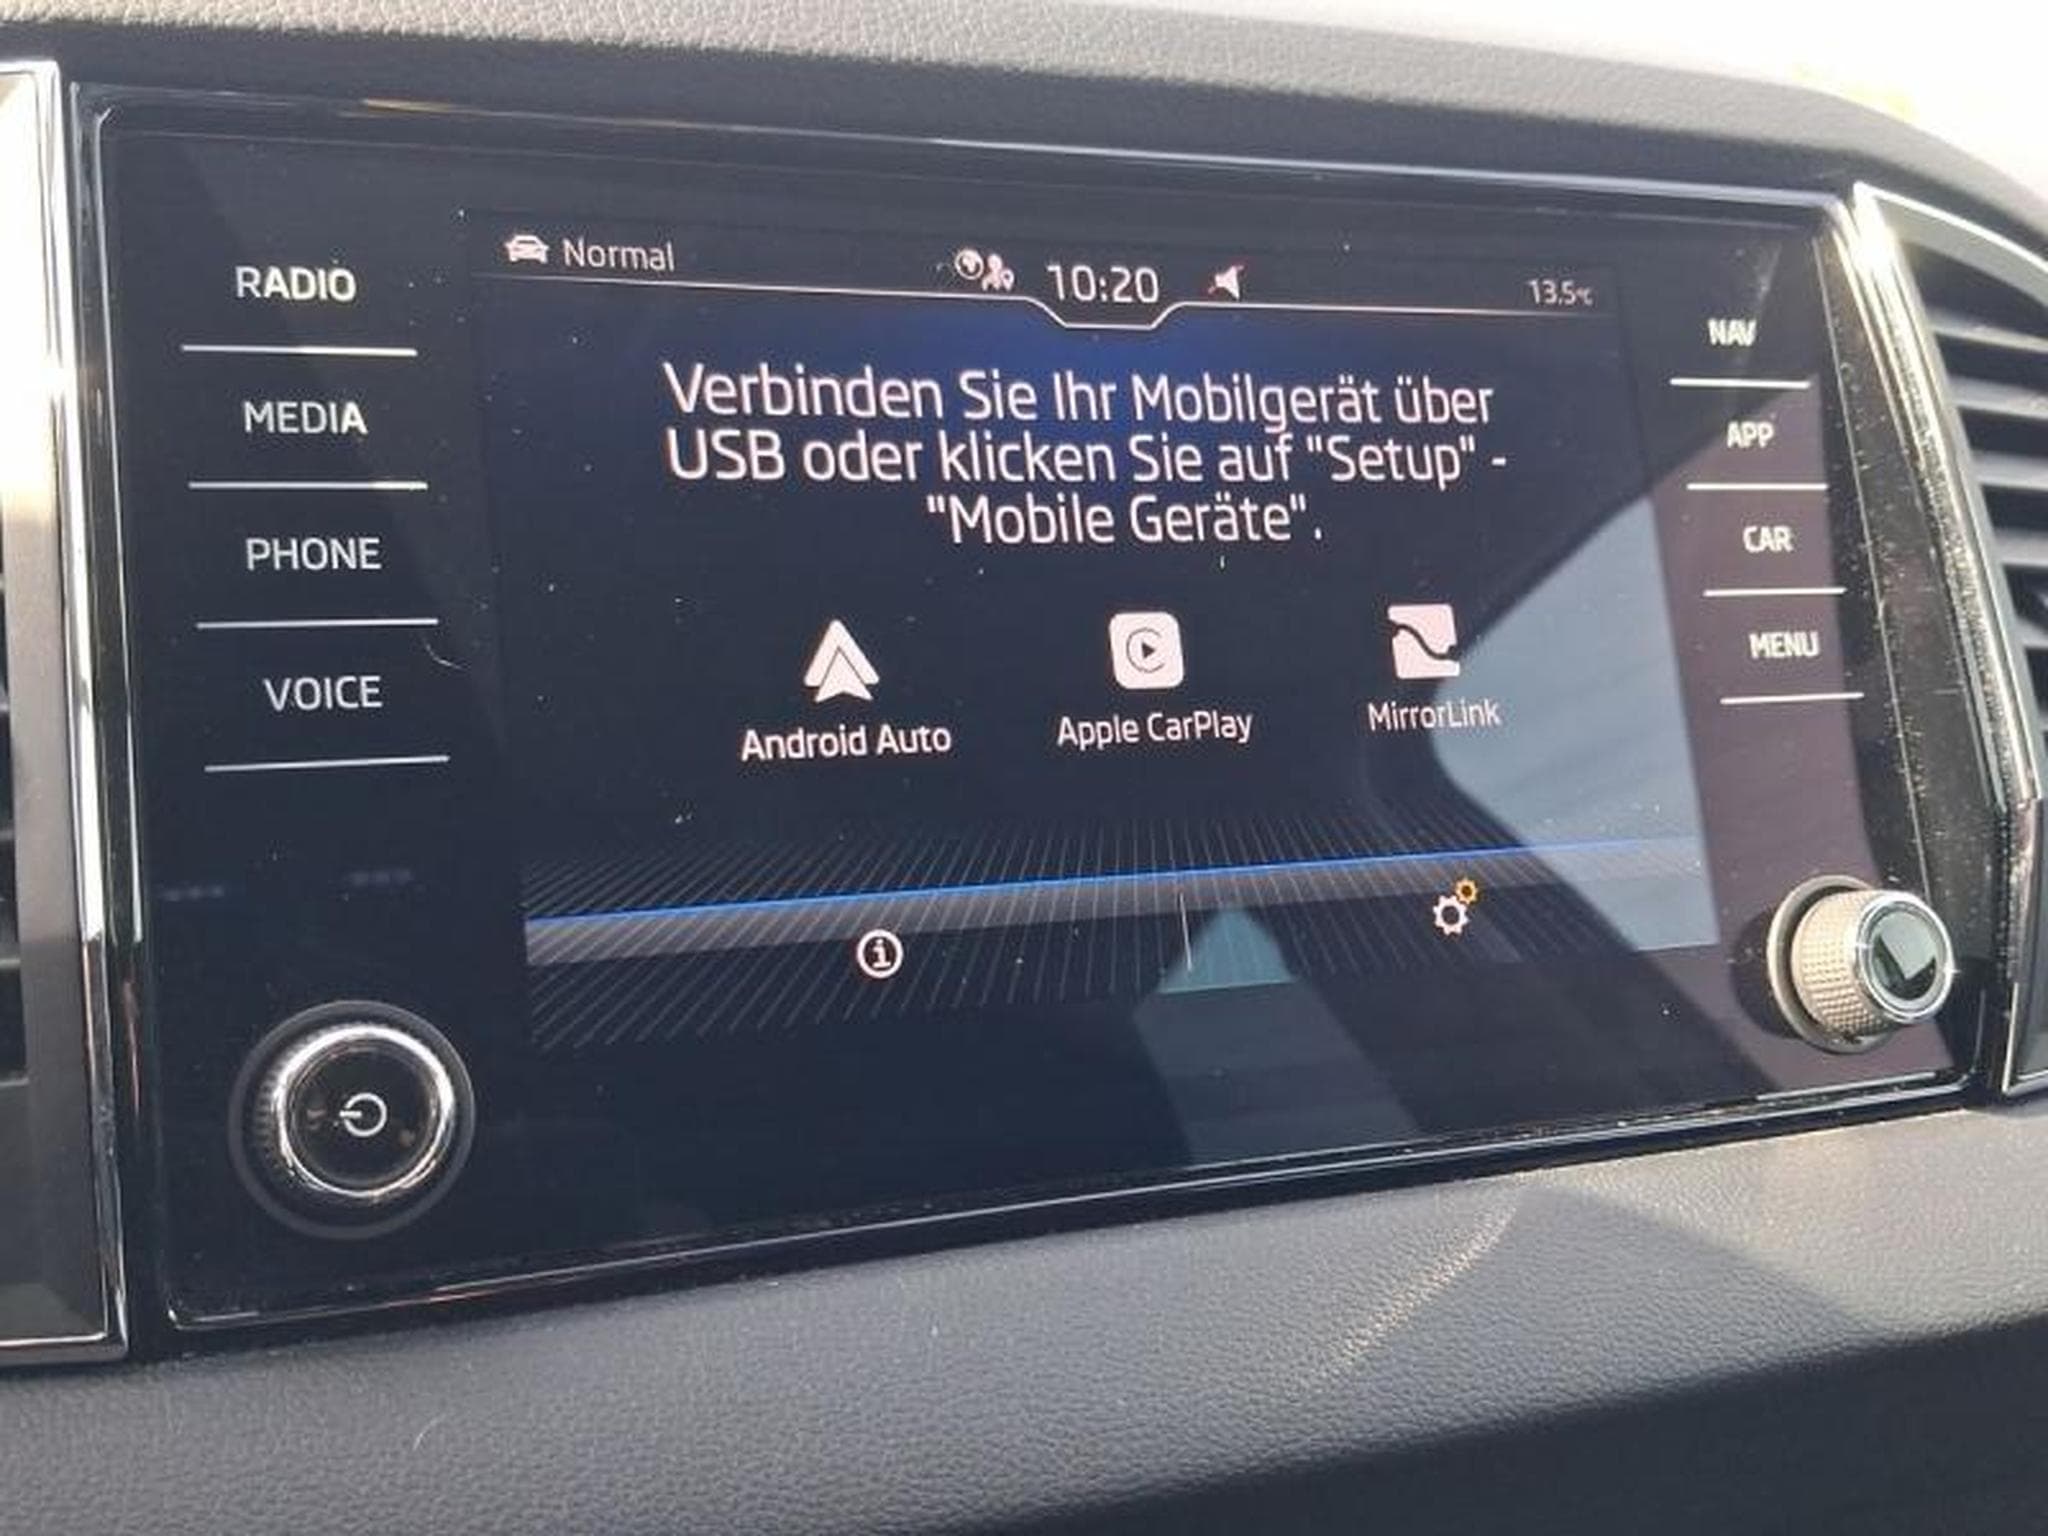 Normal
10:20
13.5°C
RADIO
MEDIA
PHONE
VOICE
Verbinden Sie Ihr Mobilgerät über
USB oder klicken Sie auf "Setup" -
"Mobile Geräte".
Android Auto
Apple CarPlay
MirrorLink
NAV
APP
CAR
MENU